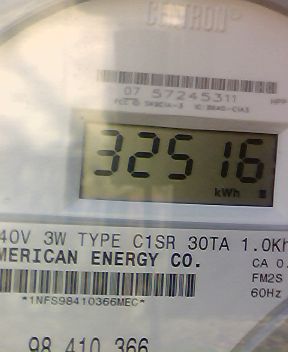 CENTRON®
07 57245311
32516
kWh
40V 3W TYPE C1SR 30TA 1.0Kh
MERICAN ENERGY CO.
CA 0.
FM2S
60Hz
*1NFS98410366MEC*
98 410 366